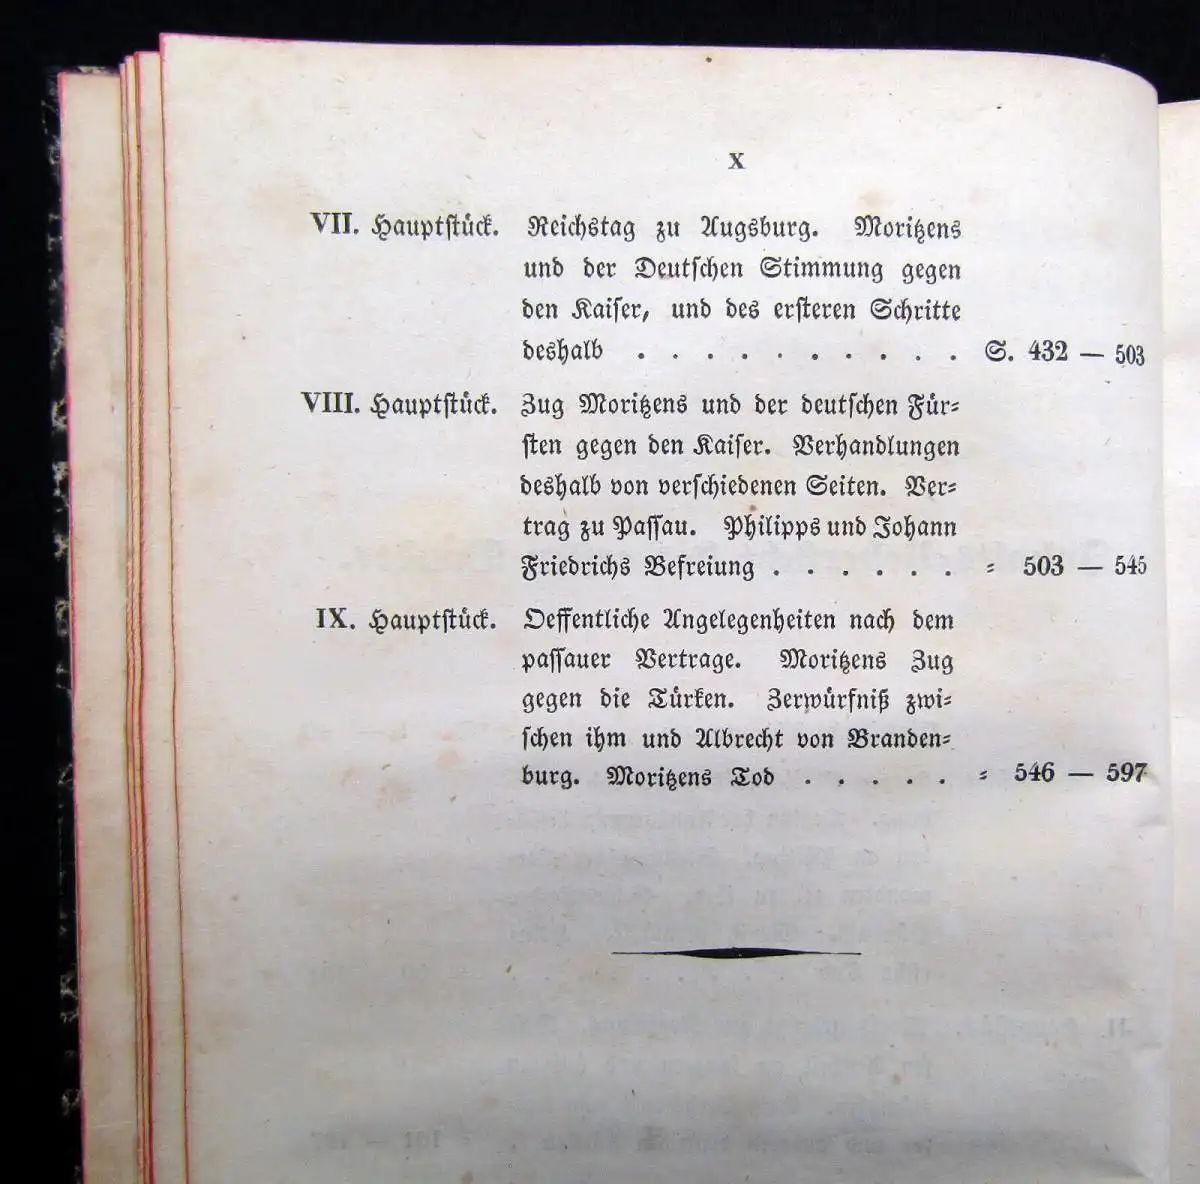 X
VII. Hauptstück. Reichstag zu Augsburg. Moritzens
und der Deutschen Stimmung gegen
den Kaiser, und des ersteren Schritte
deshalb . . . . . . . . . . S. 432 — 503
VIII. Hauptstück. Zug Moritzens und der deutschen Für-
sten gegen den Kaiser. Verhandlungen
deshalb von verschiedenen Seiten. Ver-
trag zu Passau. Philipps und Johann
Friedrichs Befreiung . . . . . . = 503 — 545
IX. Hauptstück. Oeffentliche Angelegenheiten nach dem
passauer Vertrage. Moritzens Zug
gegen die Türken. Zerwürfniß zwi-
schen ihm und Albrecht von Branden-
burg. Moritzens Tod . . . . . = 546 — 597